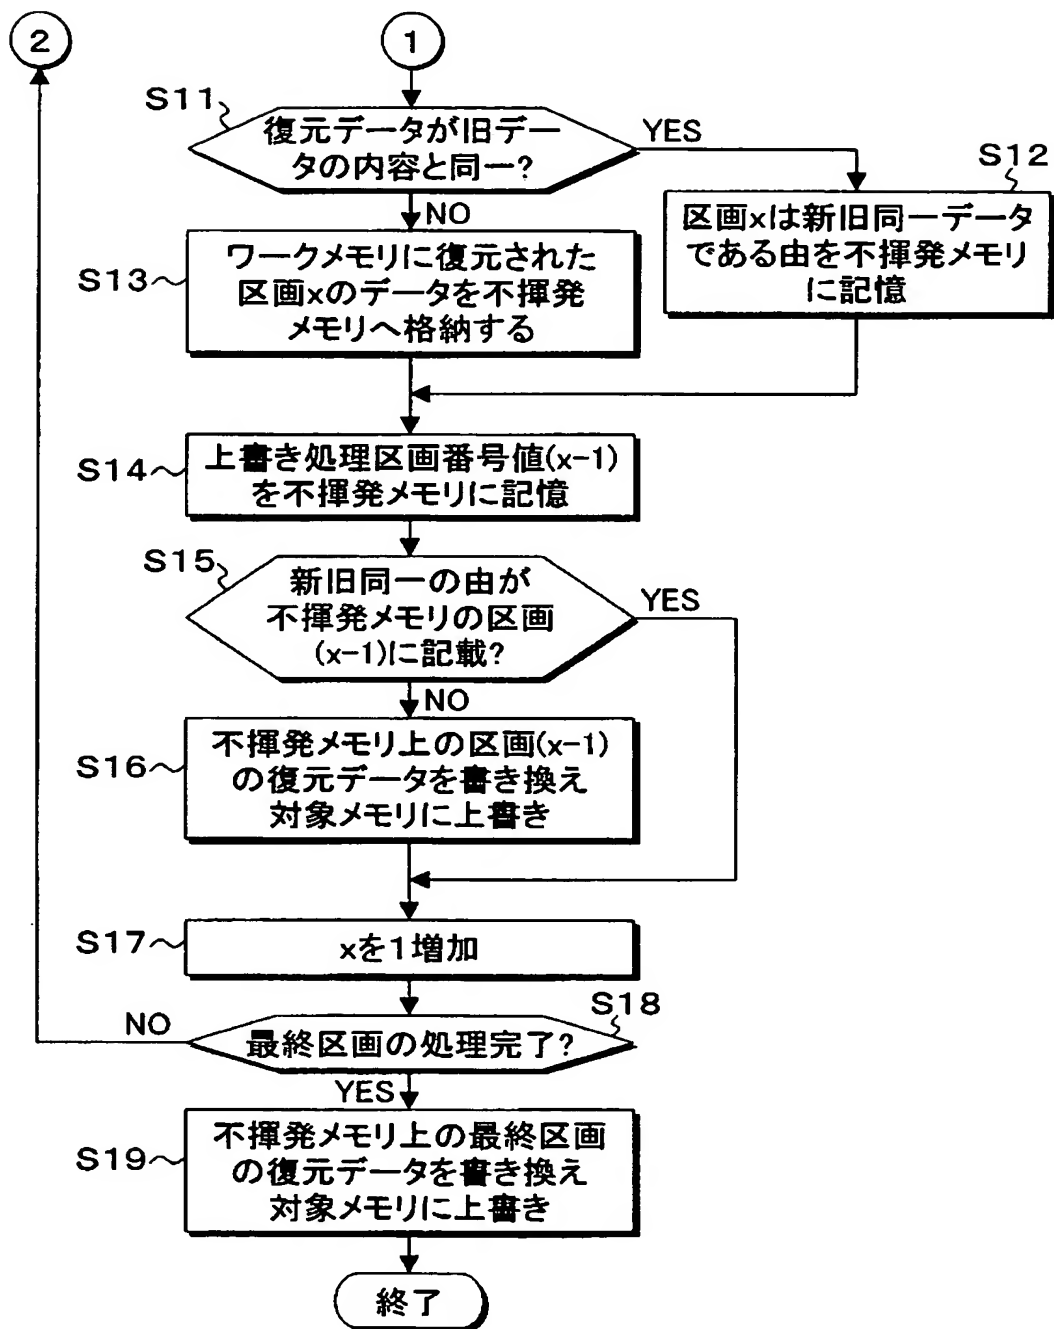 2
1
S11
復元データが旧デー
タの内容と同一?
YES
S12
区画xは新旧同一データ
である由を不揮発メモリ
に記憶
NO
S13
ワークメモリに復元された
区画xのデータを不揮発
メモリへ格納する
S14
上書き処理区画番号値(x-1)
を不揮発メモリに記憶
S15
新旧同一の由が
不揮発メモリの区画
(x-1)に記載?
YES
NO
S16
不揮発メモリ上の区画(x-1)
の復元データを書き換え
対象メモリに上書き
S17
xを1増加
S18
NO
最終区画の処理完了?
YES
S19
不揮発メモリ上の最終区画
の復元データを書き換え
対象メモリに上書き
終了